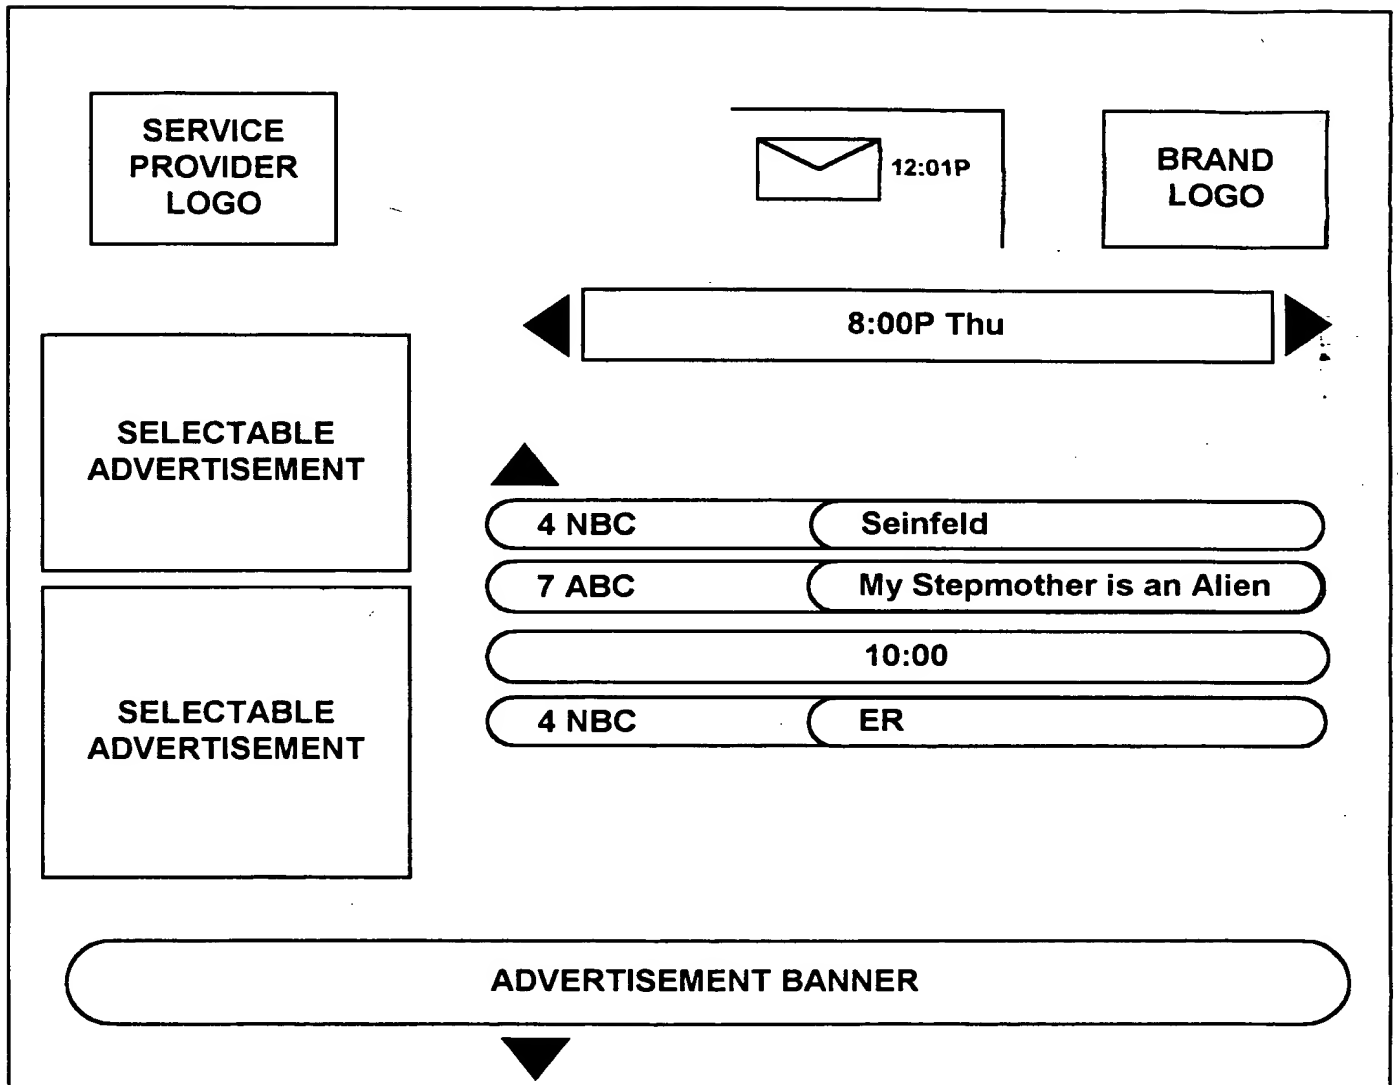 SERVICE
PROVIDER
LOGO
12:01P
BRAND
LOGO
8:00P Thu
SELECTABLE
ADVERTISEMENT
4 NBC Seinfeld
7 ABC My Stepmother is an Alien
10:00
4 NBC ER
SELECTABLE
ADVERTISEMENT
ADVERTISEMENT BANNER